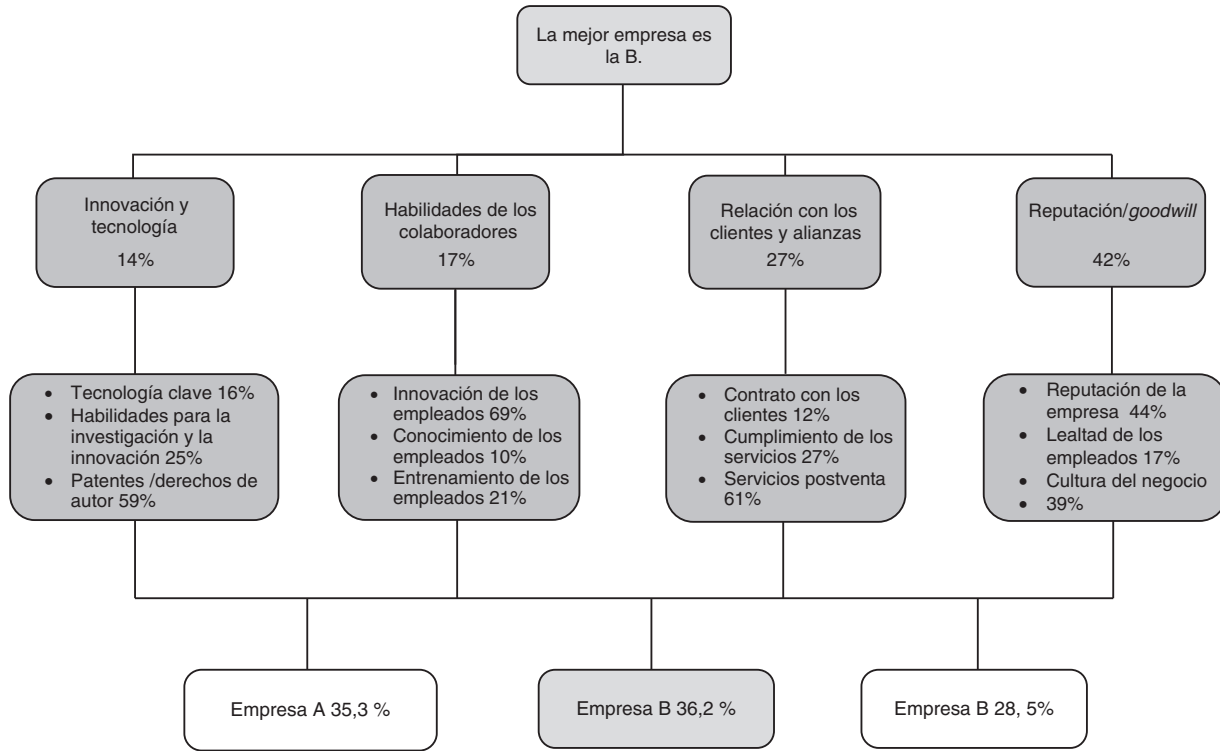 La mejor empresa es
la B.
Innovación y
tecnología
14%
Habilidades de los
colaboradores
17%
Relación con los
clientes y alianzas
27%
Reputación/goodwill
42%
• Tecnología clave 16%
• Habilidades para la
investigación y la
innovación 25%
• Patentes /derechos de
autor 59%
• Innovación de los
empleados 69%
• Conocimiento de los
empleados 10%
• Entrenamiento de los
empleados 21%
• Contrato con los
clientes 12%
• Cumplimiento de los
servicios 27%
• Servicios postventa
61%
• Reputación de la
empresa 44%
• Lealtad de los
empleados 17%
• Cultura del negocio
• 39%
Empresa A 35,3 %
Empresa B 36,2 %
Empresa B 28, 5%